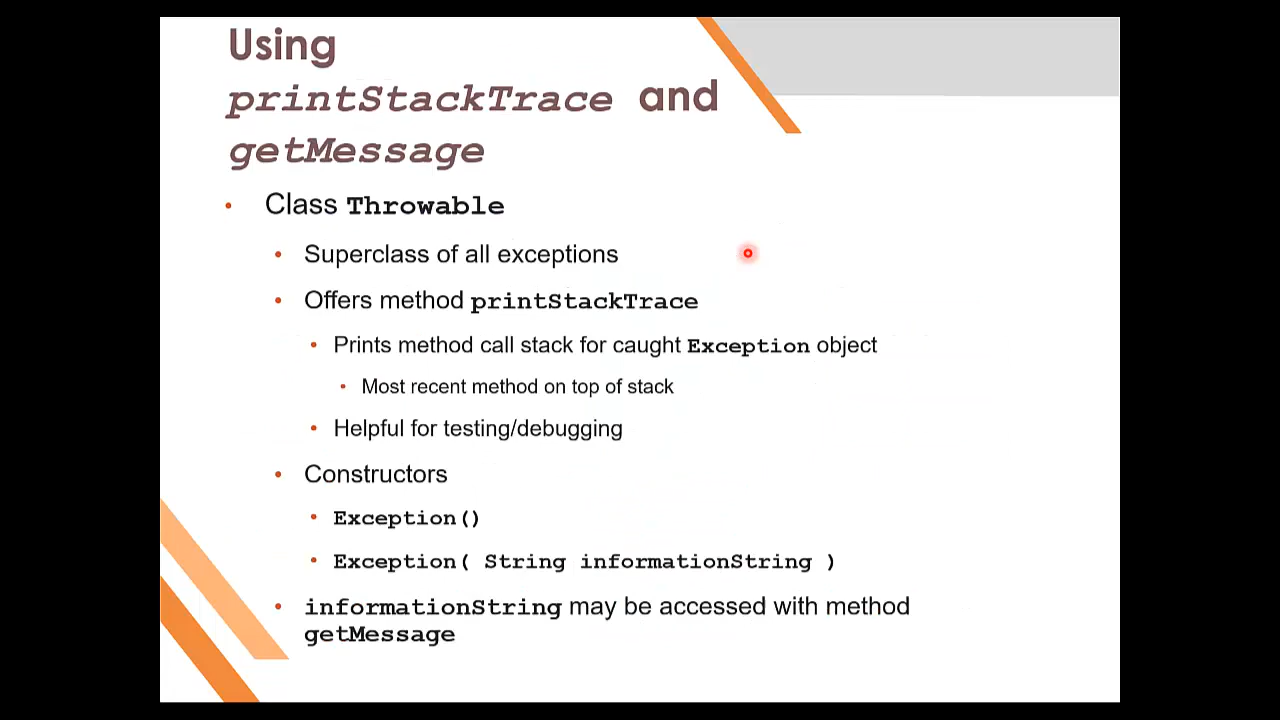 Using
printStackTrace and
getMessage
• Class Throwable
• Superclass of all exceptions
• Offers method printStackTrace
• Prints method call stack for caught Exception object
• Most recent method on top of stack
• Helpful for testing/debugging
• Constructors
• Exception()
• Exception( String informationString )
• informationString may be accessed with method
getMessage